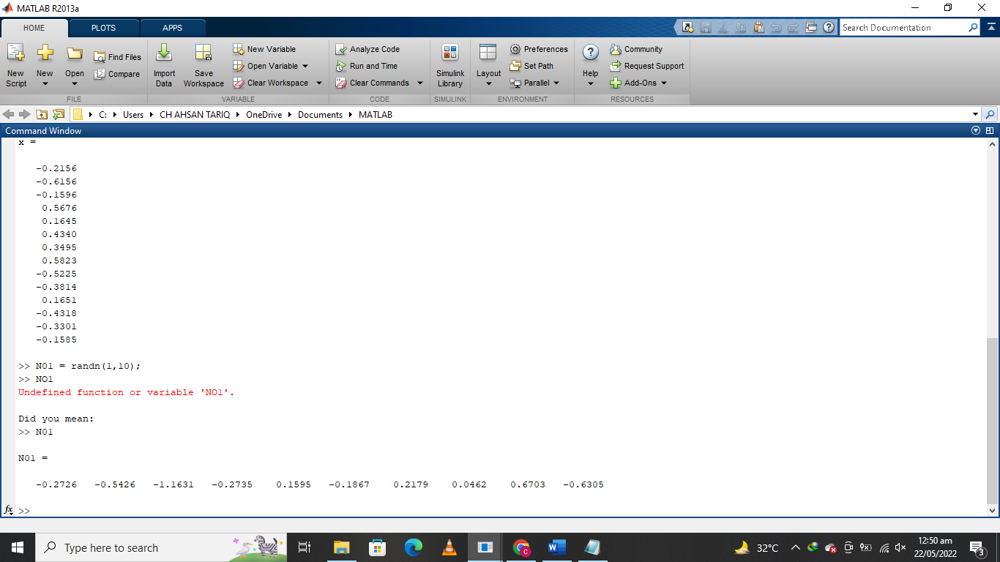 MATLAB R2013a
HOME PLOTS APPS
Search Documentation
New Script
New
Open
Find Files
Compare
FILE
Import Data
Save Workspace
New Variable
Open Variable
Clear Workspace
VARIABLE
Analyze Code
Run and Time
Clear Commands
CODE
Simulink Library
SIMULINK
Layout
Preferences
Set Path
Parallel
ENVIRONMENT
Help
Community
Request Support
Add-Ons
RESOURCES
C: Users CH AHSAN TARIQ OneDrive Documents MATLAB
Command Window
x =
-0.2156
-0.6156
-0.1596
0.5676
0.1645
0.4340
0.3495
0.5823
-0.5225
-0.3814
0.1651
-0.4318
-0.3301
-0.1585
>> N01 = randn(1,10);
>> NO1
Undefined function or variable 'NO1'.
Did you mean:
>> N01
N01 =
-0.2726 -0.5426 -1.1631 -0.2735 0.1595 -0.1867 0.2179 0.0462 0.6703 -0.6305
fx >>
Type here to search
C
W
32°C
12:50 am
22/05/2022
3